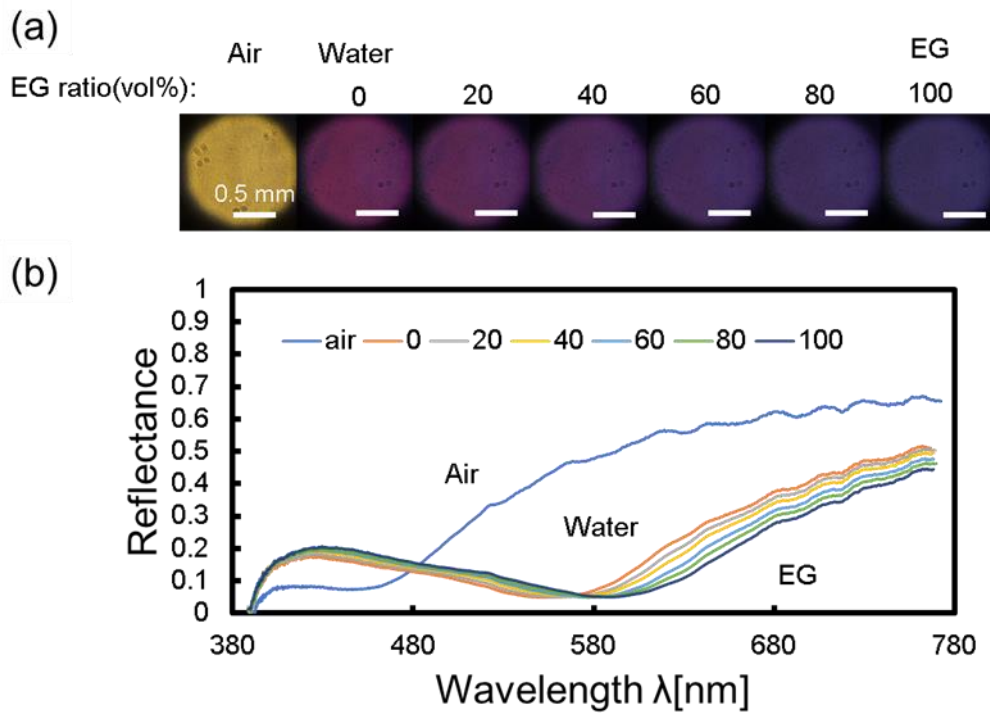 (a)
Air Water EG
EG ratio(vol%): 0 20 40 60 80 100
0.5 mm
(b)
1
0.9
0.8
0.7
0.6
0.5
0.4
0.3
0.2
0.1
0
Reflectance
air 0 20 40 60 80 100
Air
Water
EG
380 480 580 680 780
Wavelength λ[nm]